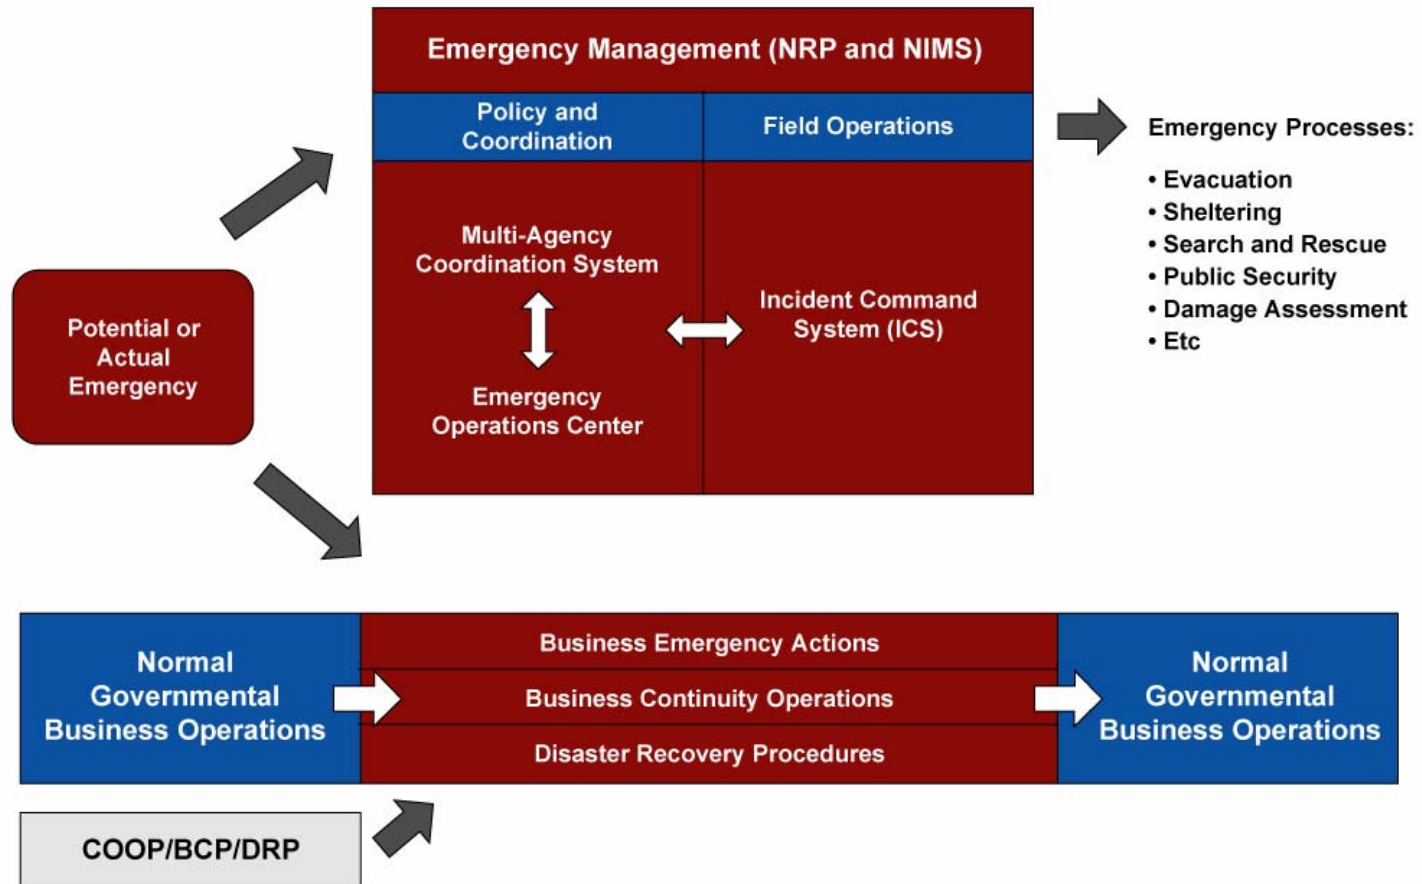 Emergency Management (NRP and NIMS)
Policy and
Coordination
Field Operations
Emergency Processes:
• Evacuation
• Sheltering
• Search and Rescue
• Public Security
• Damage Assessment
• Etc
Multi-Agency
Coordination System
Incident Command
System (ICS)
Emergency
Operations Center
Potential or
Actual
Emergency
Normal
Governmental
Business Operations
Business Emergency Actions
Business Continuity Operations
Disaster Recovery Procedures
Normal
Governmental
Business Operations
COOP/BCP/DRP